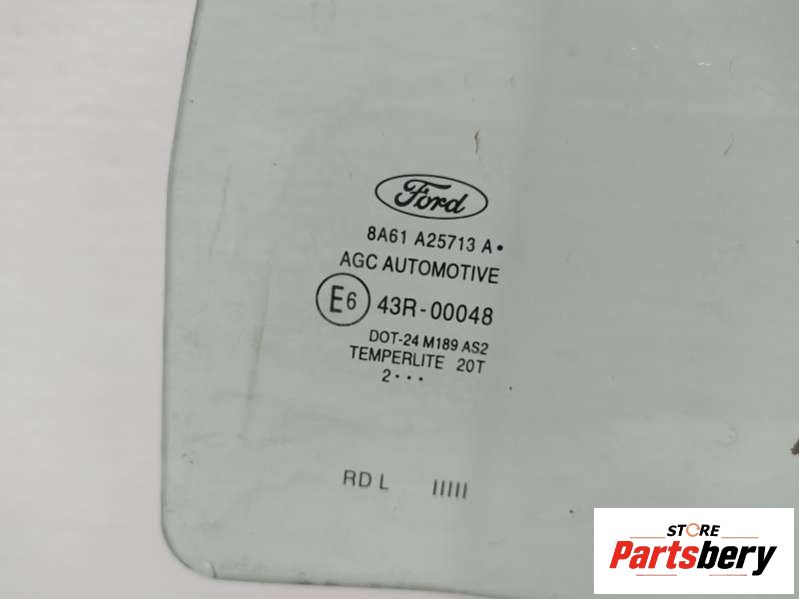 Ford
8A61 A25713 A•
AGC AUTOMOTIVE
E6 43R-00048
DOT-24 M189 AS2
TEMPERLITE 20T
2•••
RD L IIIII
STORE
Partsbery